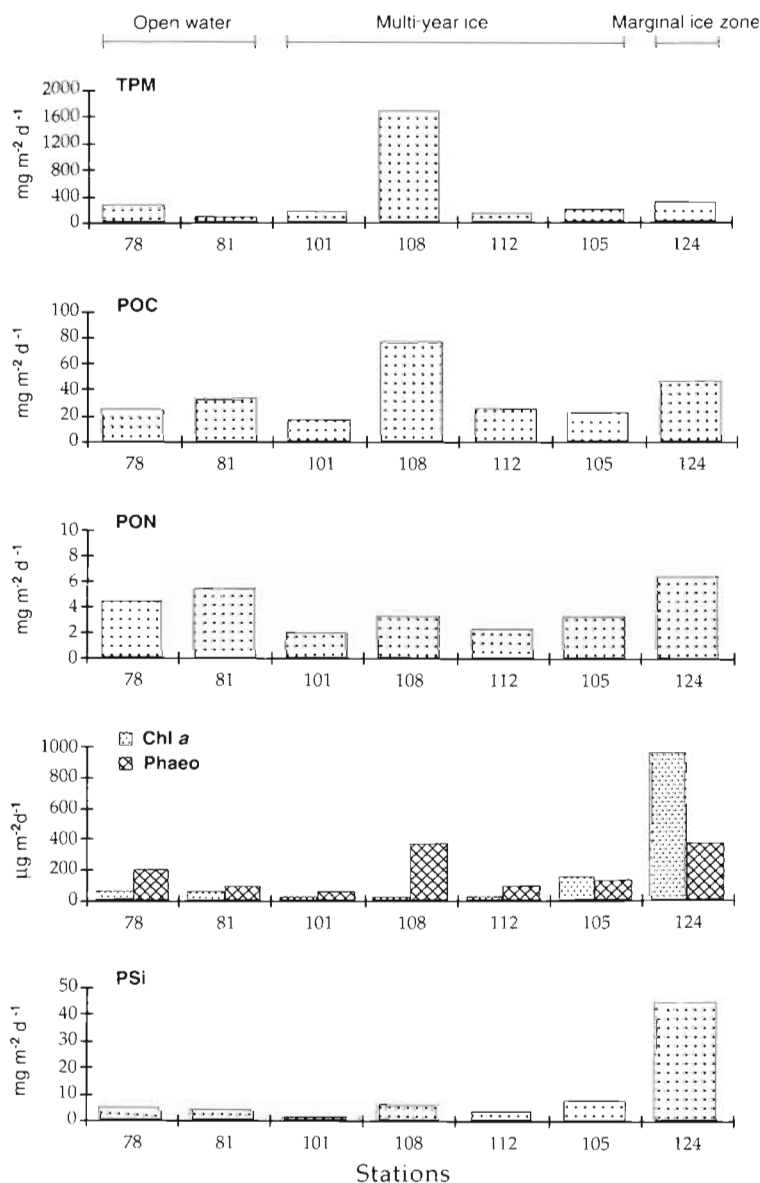 Open water Multi-year ice Marginal ice zone
TPM
mg m-2 d-1
2000
1600
1200
800
400
0
78 81 101 108 112 105 124
POC
mg m-2 d-1
100
80
60
40
20
0
78 81 101 108 112 105 124
PON
mg m-2 d-1
10
8
6
4
2
0
78 81 101 108 112 105 124
Chl a
Phaeo
µg m-2d-1
1000
800
600
400
200
0
78 81 101 108 112 105 124
PSi
mg m-2 d-1
50
40
30
20
10
0
78 81 101 108 112 105 124
Stations